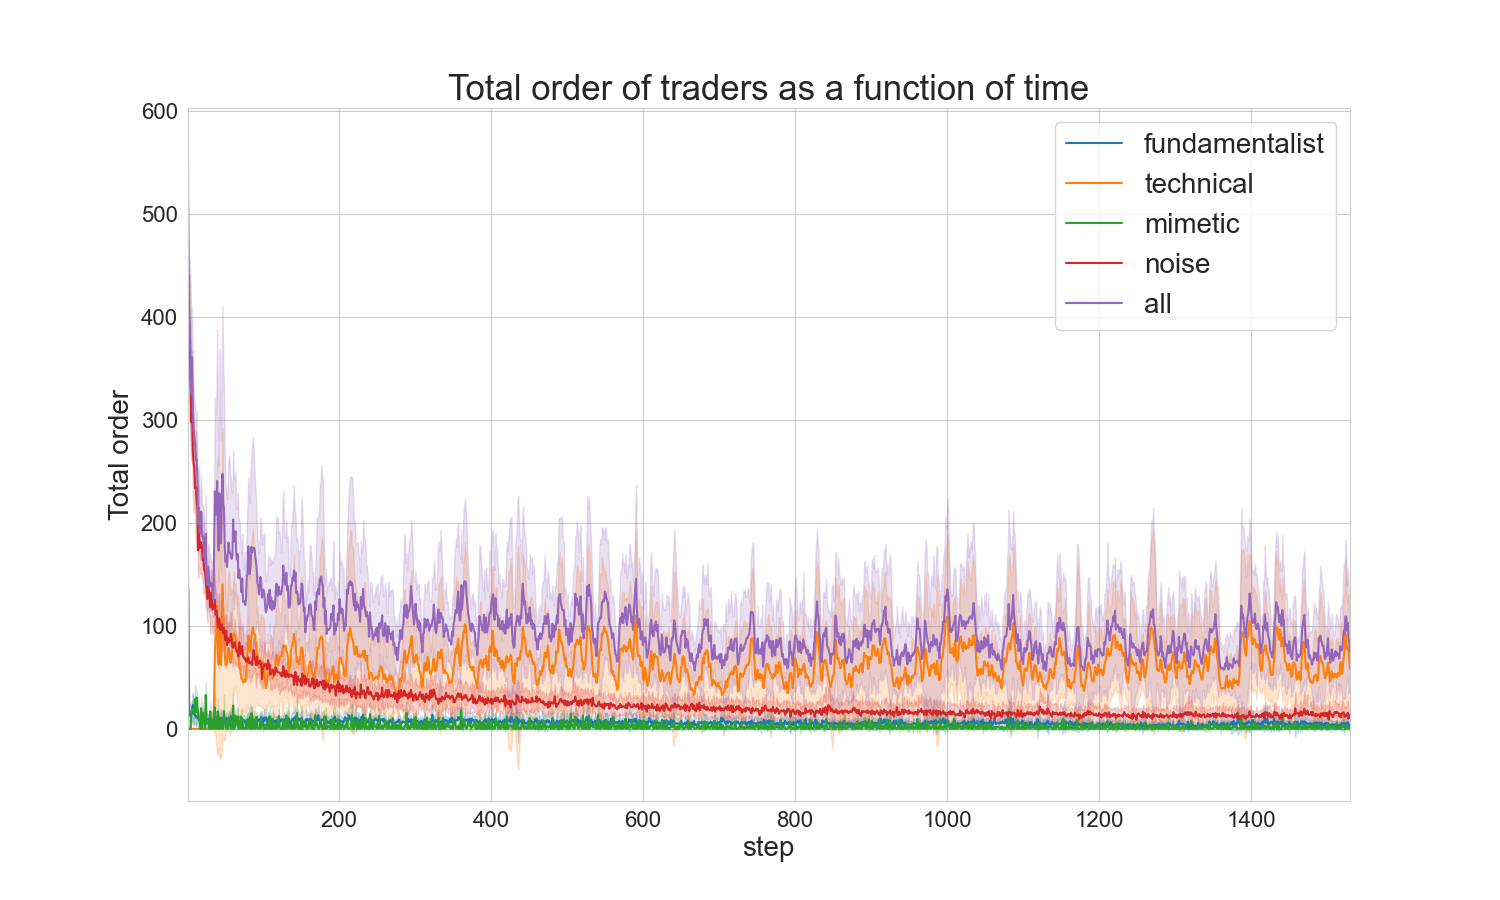 Total order of traders as a function of time
600
500
400
300
200
100
0
Total order
fundamentalist
technical
mimetic
noise
all
200
400
600
800
1000
1200
1400
step